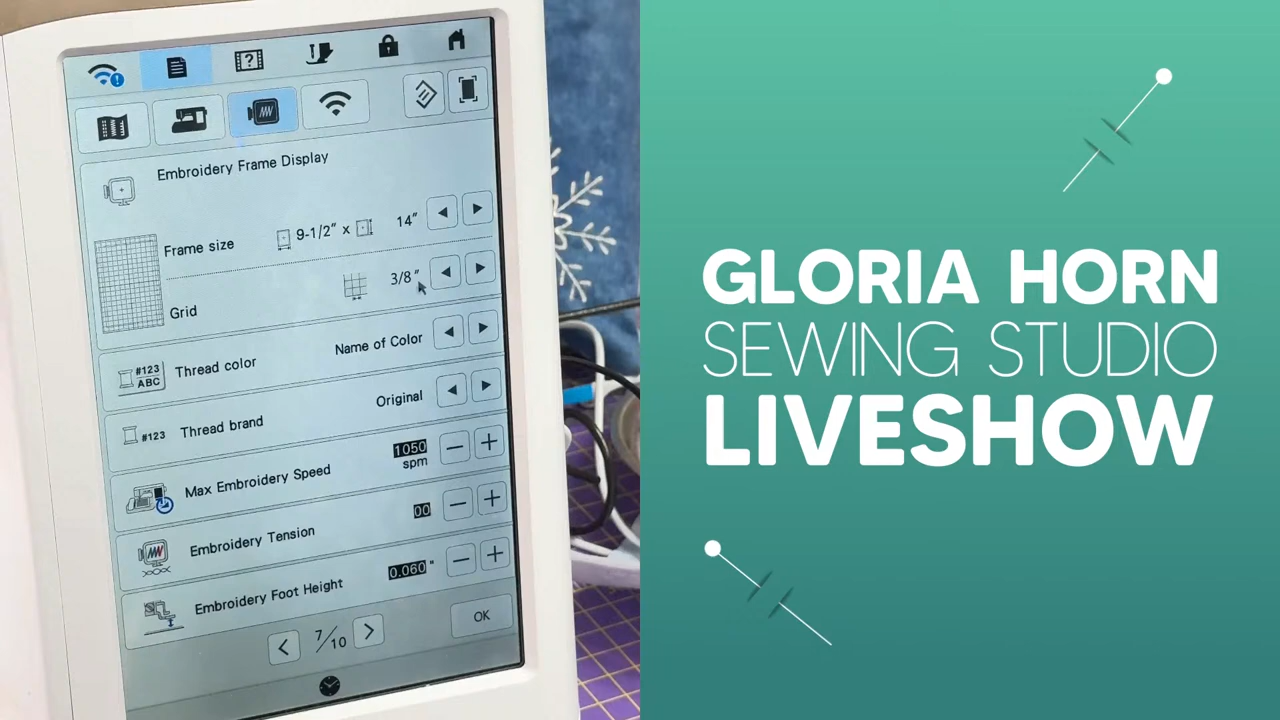 Embroidery Frame Display
Frame size 9-1/2" x 14"
Grid 3/8"
#123
ABC
Thread color Name of Color
#123 Thread brand Original
Max Embroidery Speed 1050
spm
Embroidery Tension 00
Embroidery Foot Height 0.060"
7/10
OK
GLORIA HORN
SEWING STUDIO
LIVESHOW